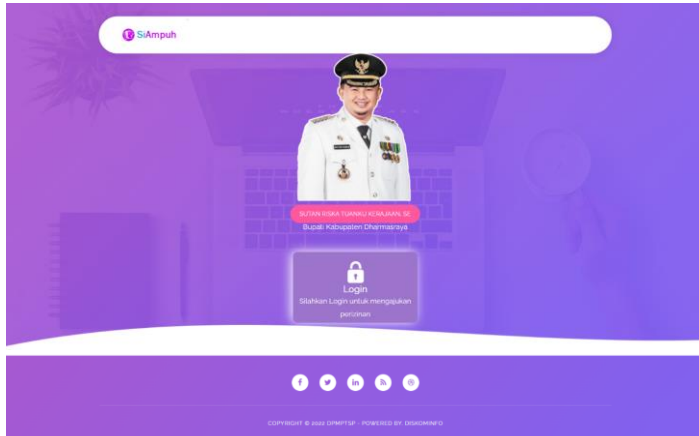 SiAmpuh
SUTAN RISKA TUANKU KERAJAAN, SE
Bupati Kabupaten Dharmasraya
Login
Silahkan Login untuk mengajukan
perizinan
COPYRIGHT © 2022 DPMPTSP - POWERED BY: DISKOMINFO